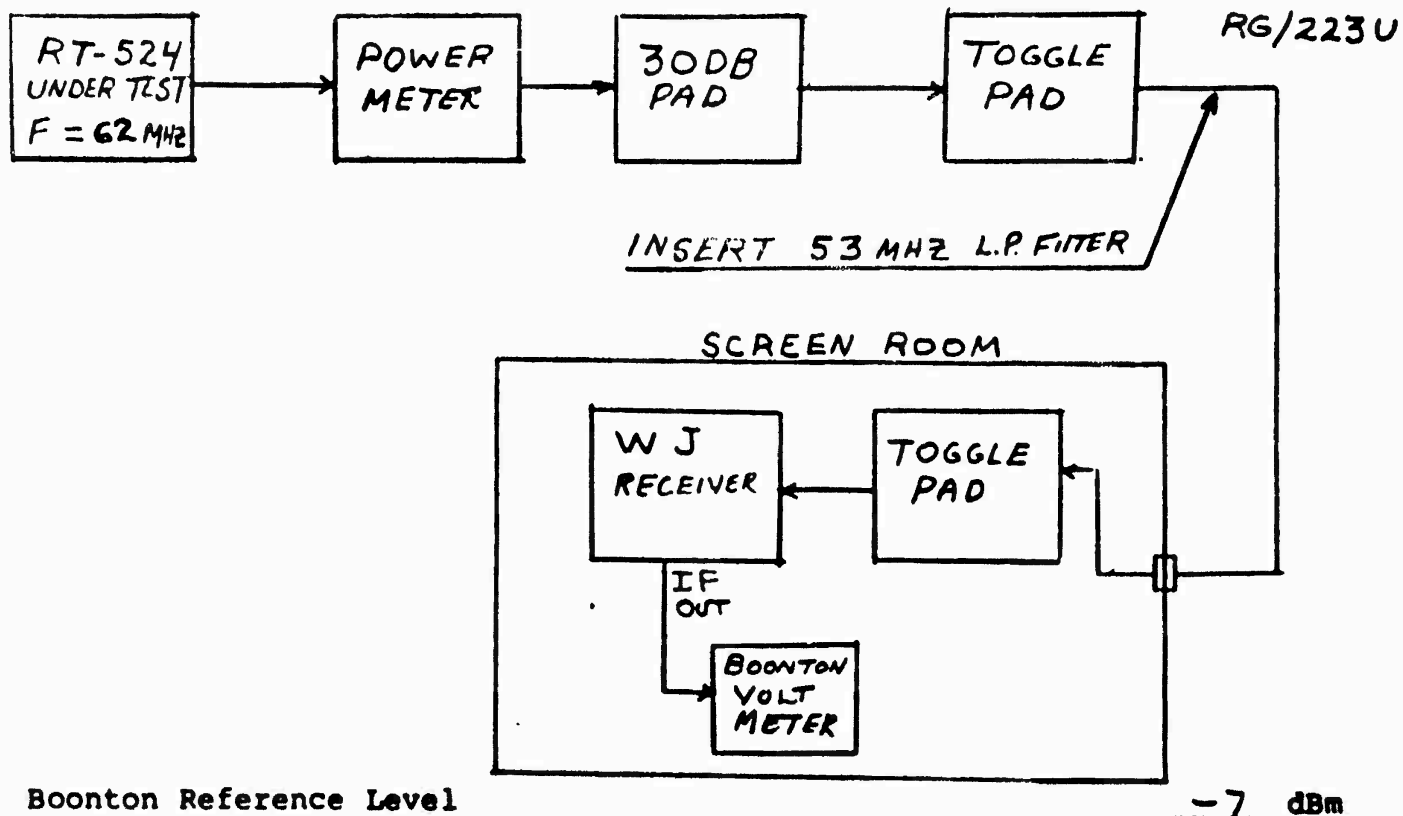 RT-524
UNDER TEST
F = 62 MHZ
POWER
METER
30DB
PAD
TOGGLE
PAD
RG/223U
INSERT 53 MHZ L.P. FILTER
SCREEN ROOM
WJ
RECEIVER
TOGGLE
PAD
IF
OUT
BOONTON
VOLT
METER
Boonton Reference Level -7 dBm